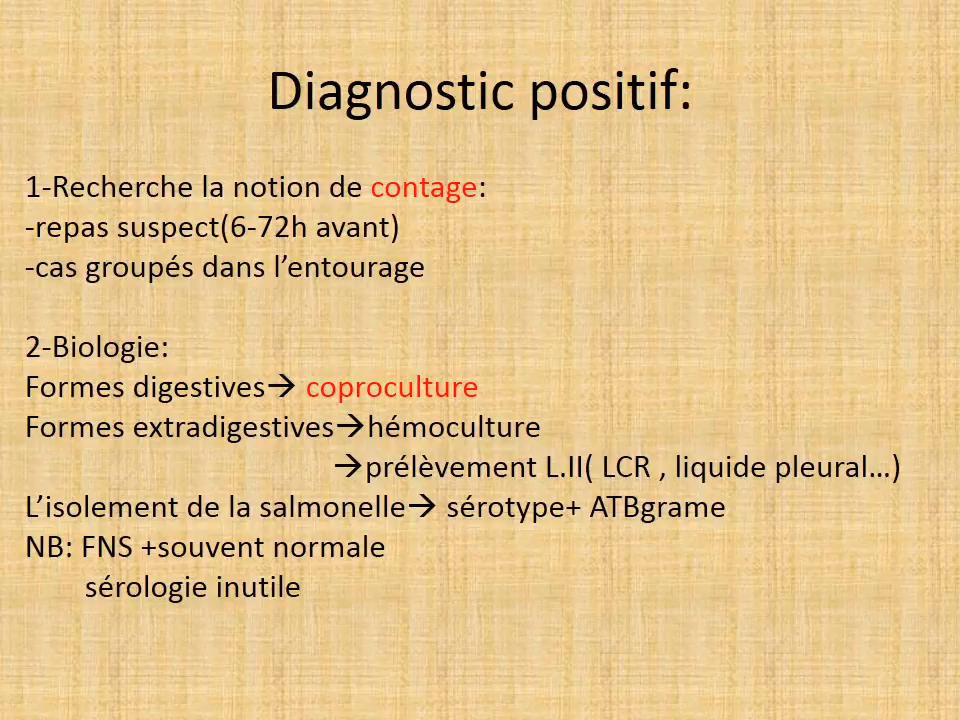 Diagnostic positif:
1-Recherche la notion de contage:
-repas suspect(6-72h avant)
-cas groupés dans l’entourage
2-Biologie:
Formes digestives→ coproculture
Formes extradigestives→hémoculture
→prélèvement L.II( LCR , liquide pleural…)
L’isolement de la salmonelle→ sérotype+ ATBgrame
NB: FNS +souvent normale
sérologie inutile